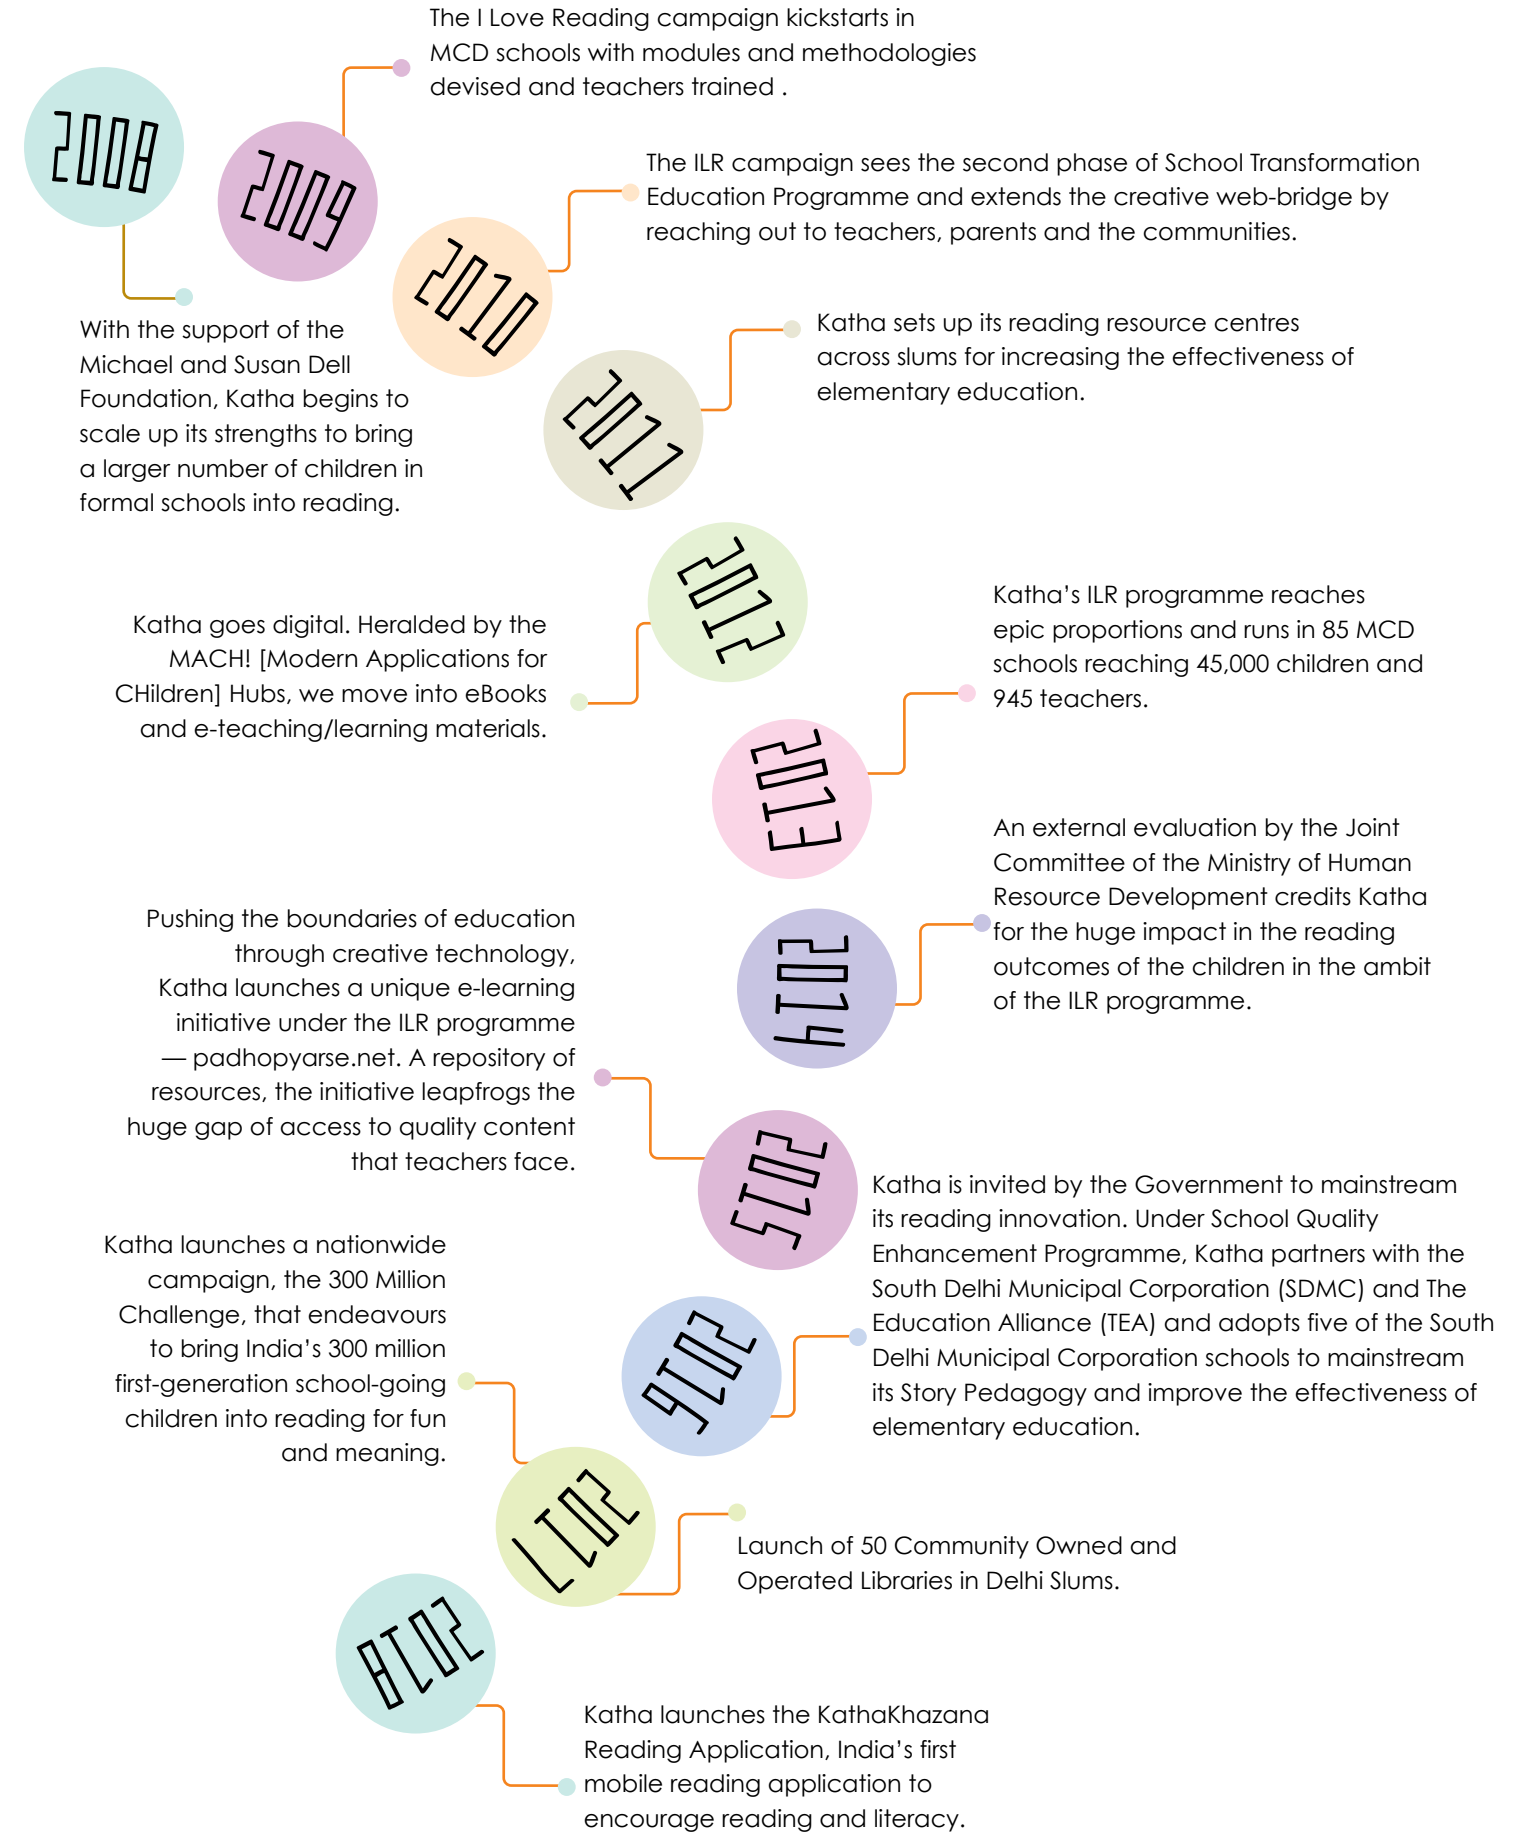 2008
With the support of the
Michael and Susan Dell
Foundation, Katha begins to
scale up its strengths to bring
a larger number of children in
formal schools into reading.
2009
The I Love Reading campaign kickstarts in
MCD schools with modules and methodologies
devised and teachers trained .
2010
The ILR campaign sees the second phase of School Transformation
Education Programme and extends the creative web-bridge by
reaching out to teachers, parents and the communities.
2011
Katha sets up its reading resource centres
across slums for increasing the effectiveness of
elementary education.
2012
Katha goes digital. Heralded by the
MACH! [Modern Applications for
CHildren] Hubs, we move into eBooks
and e-teaching/learning materials.
2013
Katha’s ILR programme reaches
epic proportions and runs in 85 MCD
schools reaching 45,000 children and
945 teachers.
2014
An external evaluation by the Joint
Committee of the Ministry of Human
Resource Development credits Katha
for the huge impact in the reading
outcomes of the children in the ambit
of the ILR programme.
2015
Pushing the boundaries of education
through creative technology,
Katha launches a unique e-learning
initiative under the ILR programme
— padhopyarse.net. A repository of
resources, the initiative leapfrogs the
huge gap of access to quality content
that teachers face.
2016
Katha is invited by the Government to mainstream
its reading innovation. Under School Quality
Enhancement Programme, Katha partners with the
South Delhi Municipal Corporation (SDMC) and The
Education Alliance (TEA) and adopts five of the South
Delhi Municipal Corporation schools to mainstream
its Story Pedagogy and improve the effectiveness of
elementary education.
2017
Katha launches a nationwide
campaign, the 300 Million
Challenge, that endeavours
to bring India’s 300 million
first-generation school-going
children into reading for fun
and meaning.
Launch of 50 Community Owned and
Operated Libraries in Delhi Slums.
2018
Katha launches the KathaKhazana
Reading Application, India’s first
mobile reading application to
encourage reading and literacy.